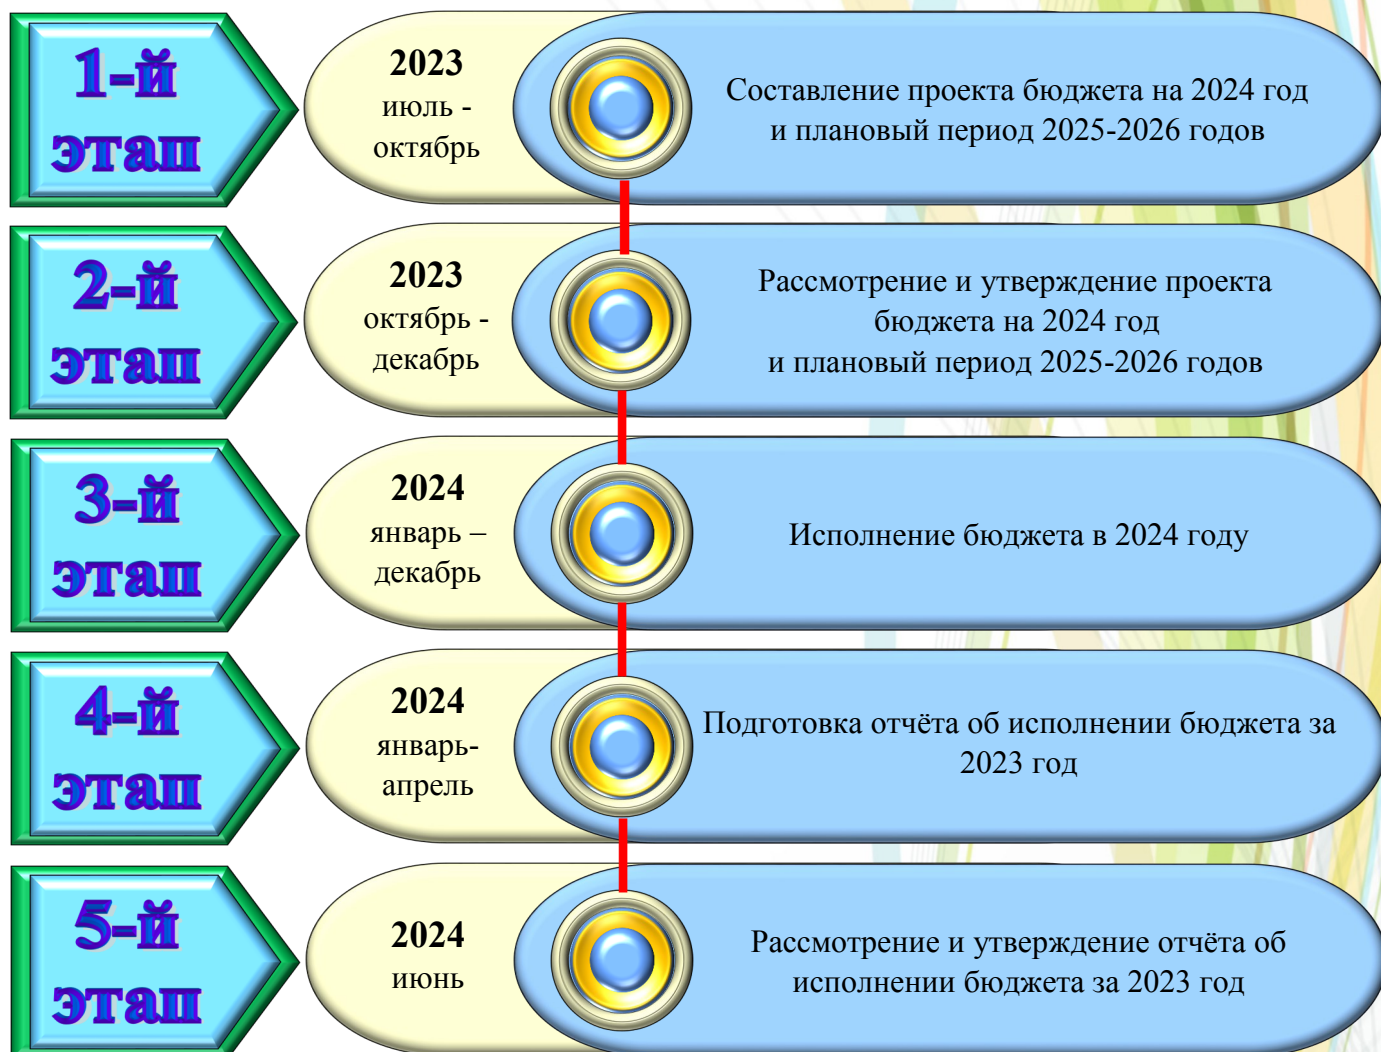 1-й
этап
2023
июль -
октябрь
Составление проекта бюджета на 2024 год
и плановый период 2025-2026 годов
2-й
этап
2023
октябрь -
декабрь
Рассмотрение и утверждение проекта
бюджета на 2024 год
и плановый период 2025-2026 годов
3-й
этап
2024
январь –
декабрь
Исполнение бюджета в 2024 году
4-й
этап
2024
январь-
апрель
Подготовка отчёта об исполнении бюджета за
2023 год
5-й
этап
2024
июнь
Рассмотрение и утверждение отчёта об
исполнении бюджета за 2023 год